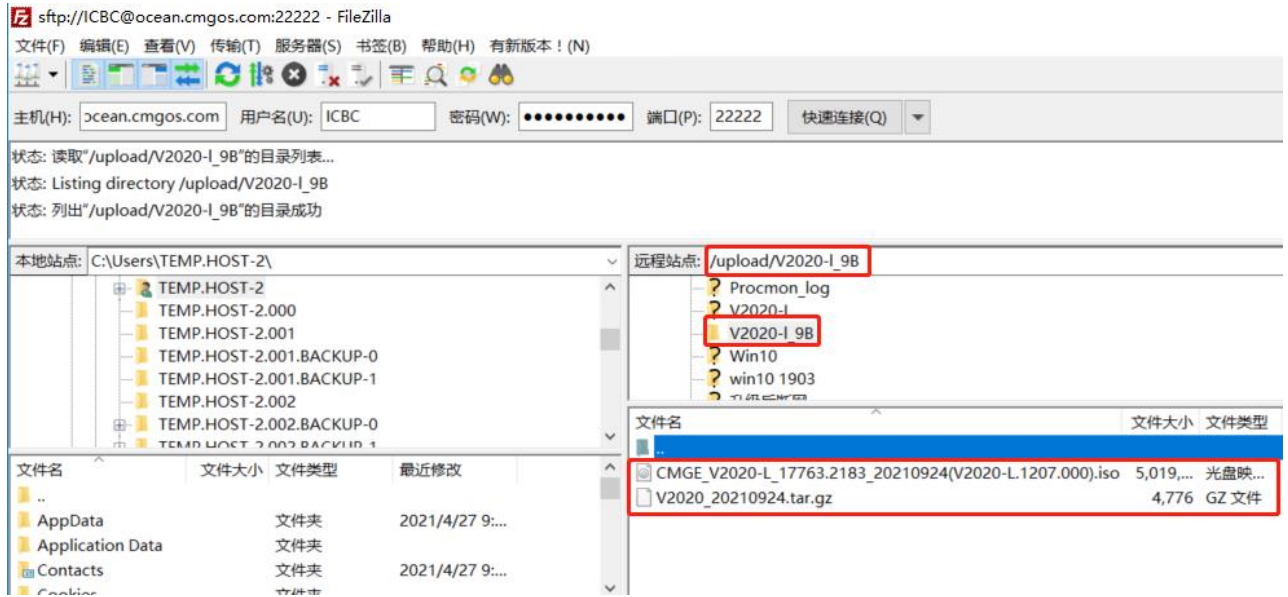 sftp://ICBC@ocean.cmgos.com:22222 - FileZilla
文件(F) 编辑(E) 查看(V) 传输(T) 服务器(S) 书签(B) 帮助(H) 有新版本！(N)
主机(H): ocean.cmgos.com 用户名(U): ICBC 密码(W): ●●●●●●●●●● 端口(P): 22222 快速连接(Q)
状态: 读取"/upload/V2020-l_9B"的目录列表...
状态: Listing directory /upload/V2020-l_9B
状态: 列出"/upload/V2020-l_9B"的目录成功
本地站点: C:\Users\TEMP.HOST-2\
TEMP.HOST-2
TEMP.HOST-2.000
TEMP.HOST-2.001
TEMP.HOST-2.001.BACKUP-0
TEMP.HOST-2.001.BACKUP-1
TEMP.HOST-2.002
TEMP.HOST-2.002.BACKUP-0
TEMP.HOST-2.002.BACKUP-1
文件名 文件大小 文件类型 最近修改
..
AppData 文件夹 2021/4/27 9:...
Application Data 文件夹
Contacts 文件夹 2021/4/27 9:...
Cookies 文件夹
远程站点: /upload/V2020-l_9B
Procmon_log
V2020-L
V2020-l_9B
Win10
win10 1903
文件名 文件大小 文件类型
..
CMGE_V2020-L_17763.2183_20210924(V2020-L.1207.000).iso 5,019,... 光盘映...
V2020_20210924.tar.gz 4,776 GZ 文件